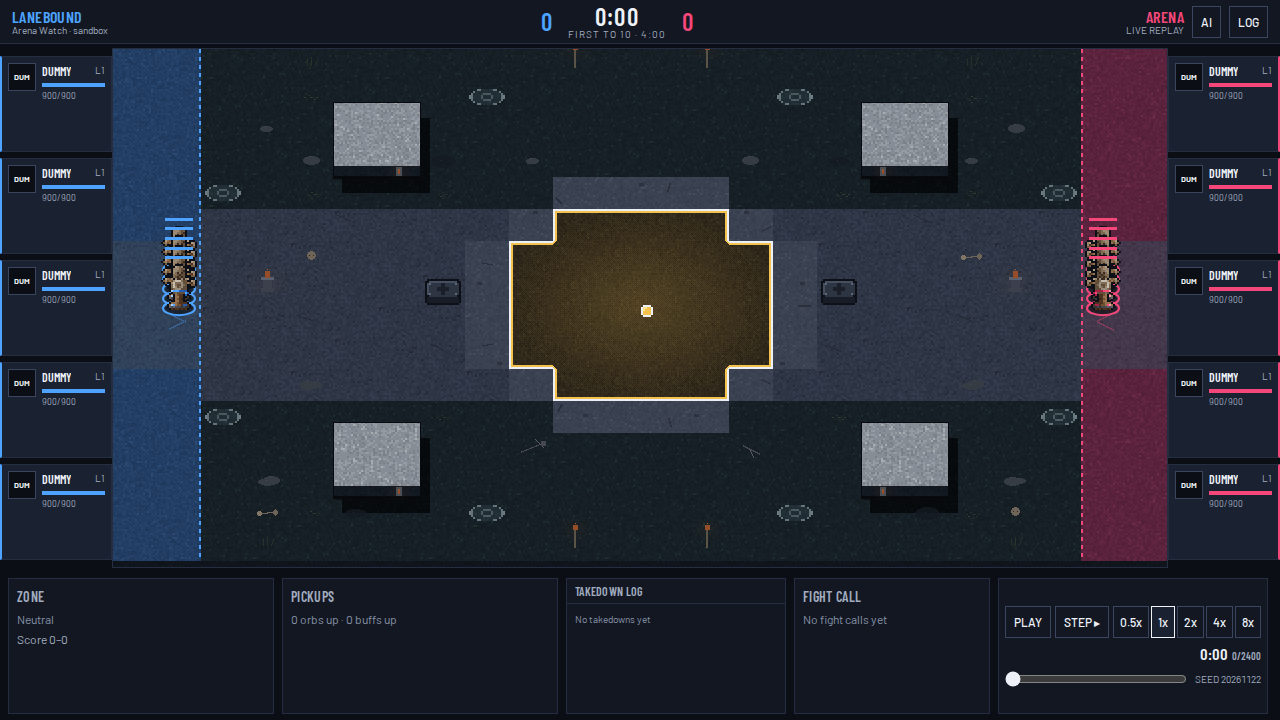 LANEBOUND
Arena Watch · sandbox
0
0:00
FIRST TO 10 · 4:00
0
ARENA
LIVE REPLAY
AI
LOG
DUM
DUMMY
L1
900/900
DUM
DUMMY
L1
900/900
DUM
DUMMY
L1
900/900
DUM
DUMMY
L1
900/900
DUM
DUMMY
L1
900/900
DUM
DUMMY
L1
900/900
DUM
DUMMY
L1
900/900
DUM
DUMMY
L1
900/900
DUM
DUMMY
L1
900/900
DUM
DUMMY
L1
900/900
ZONE
Neutral
Score 0–0
PICKUPS
0 orbs up · 0 buffs up
TAKEDOWN LOG
No takedowns yet
FIGHT CALL
No fight calls yet
PLAY
STEP ▸
0.5x
1x
2x
4x
8x
0:00 0/2400
SEED 20261122